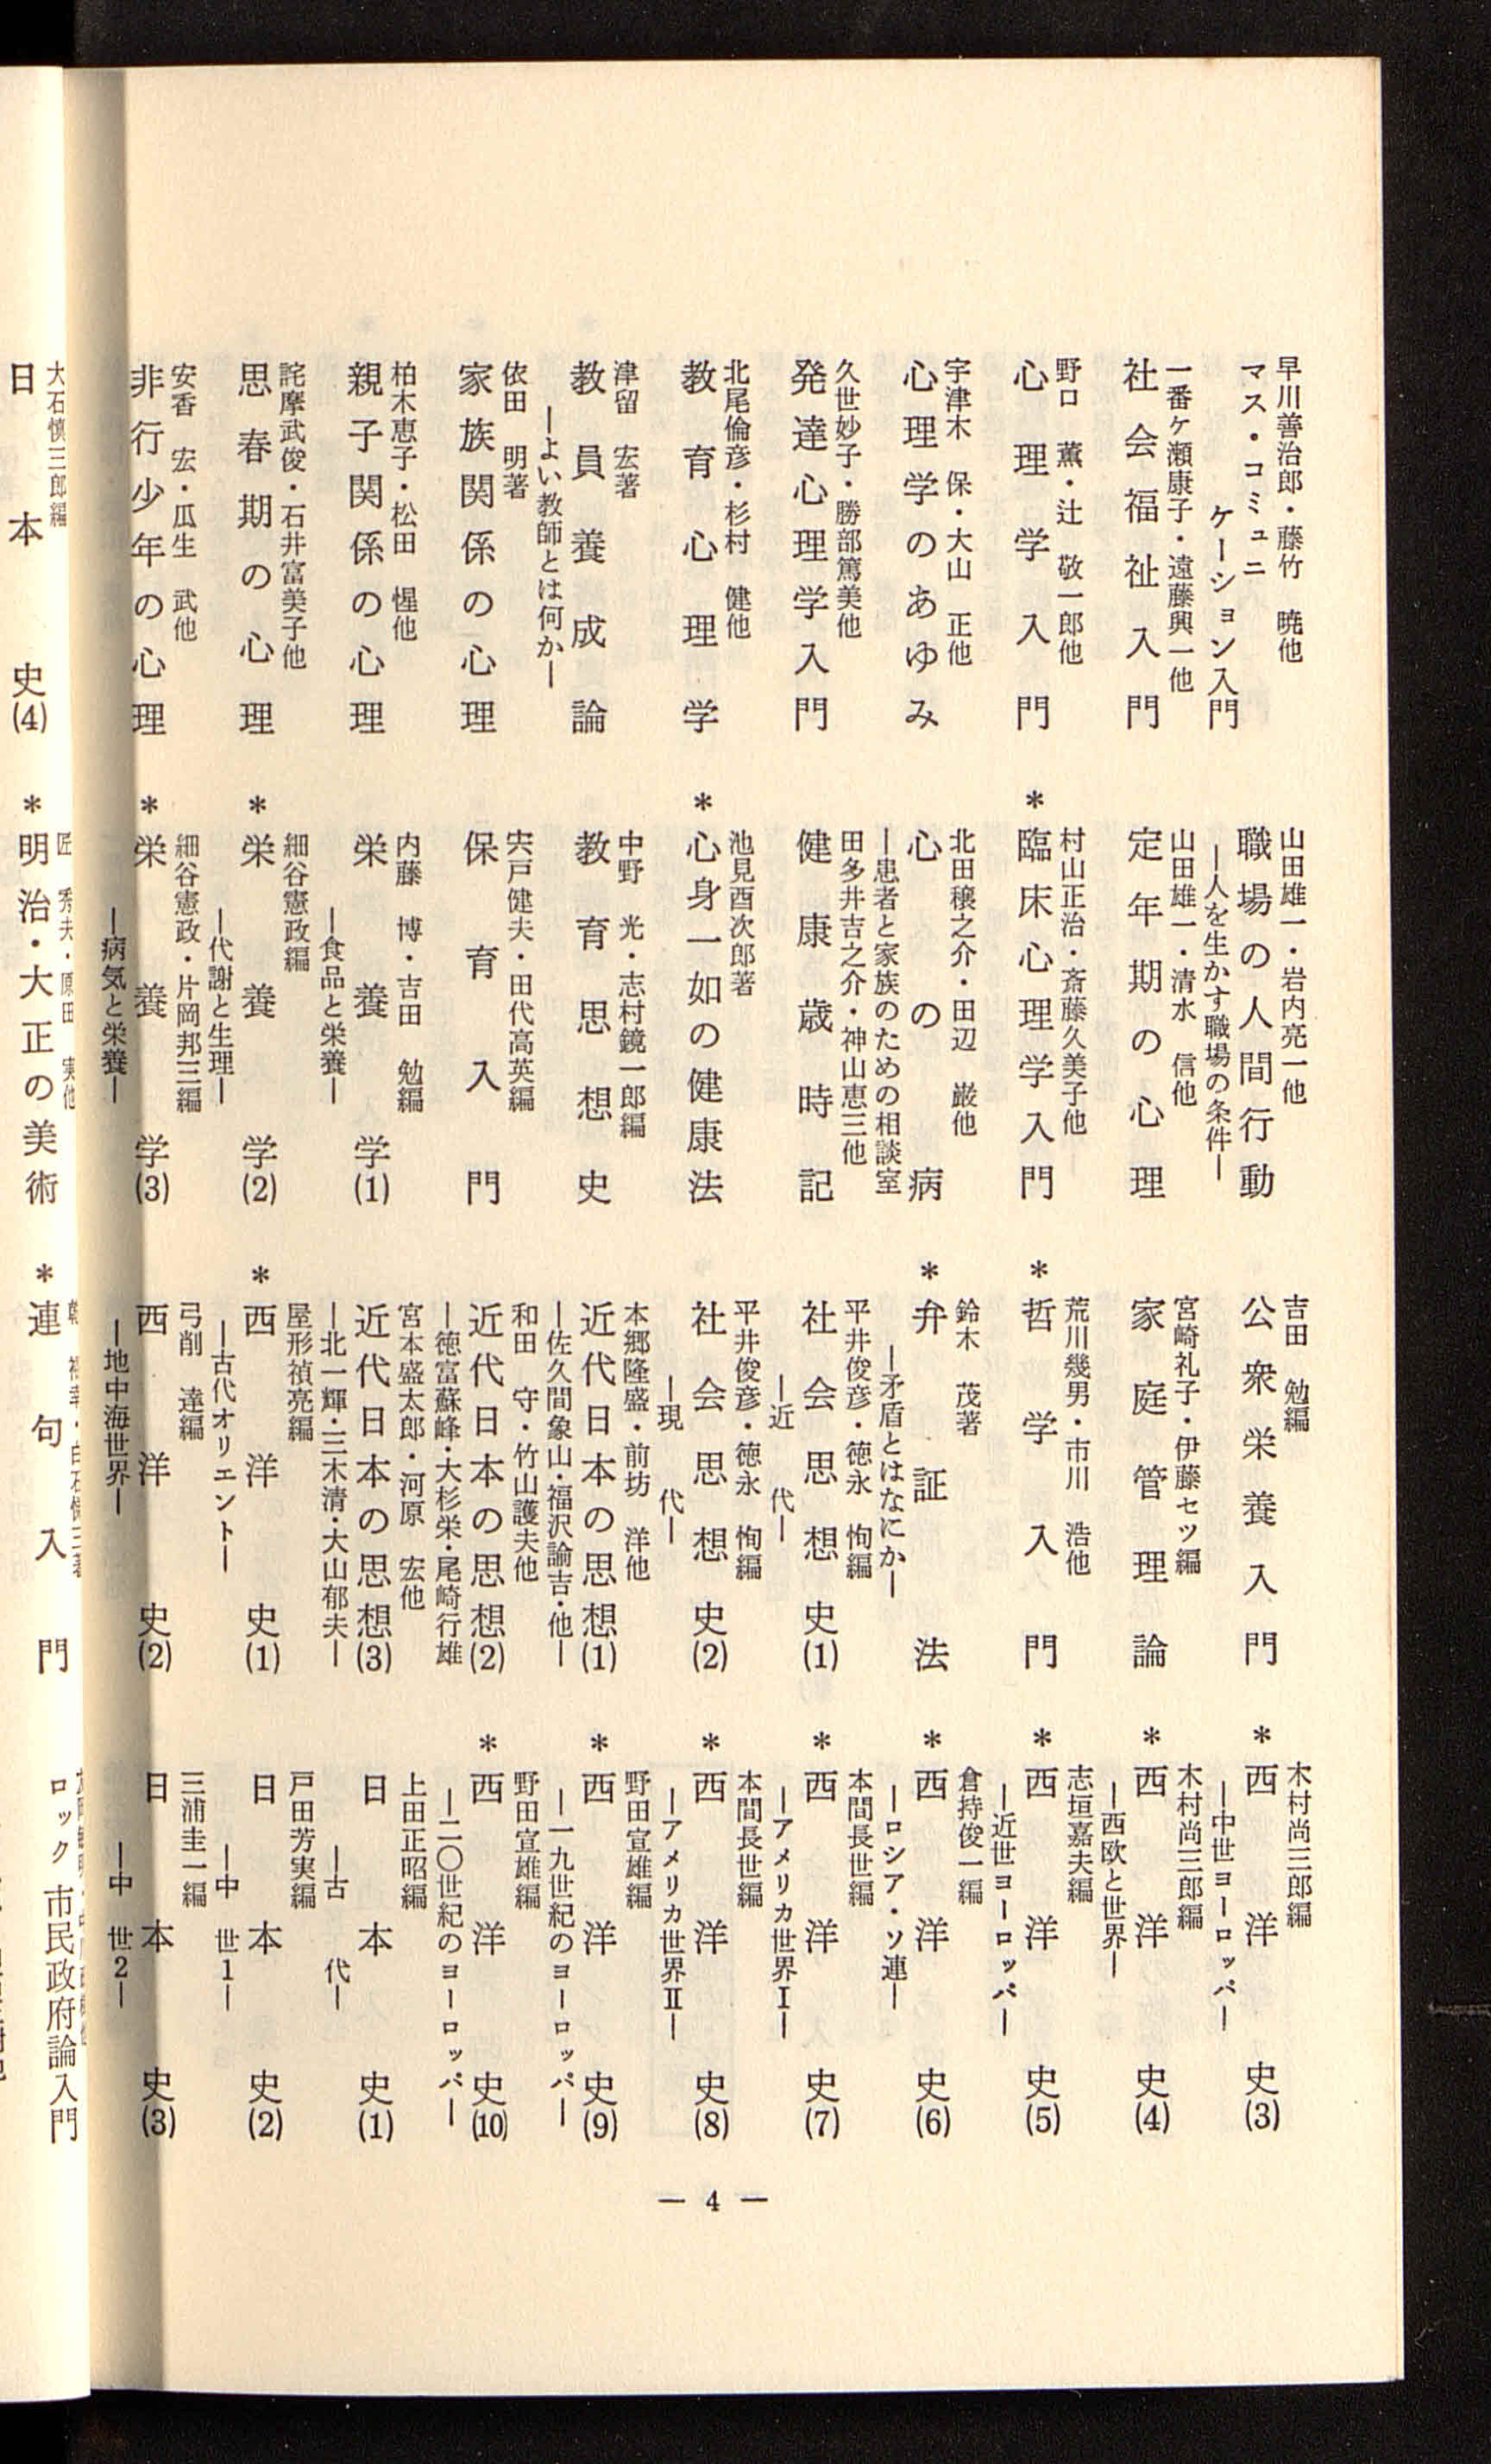 早川善治郎・藤竹　暁他
マス・コミュニ
ケーション入門
一番ケ瀬康子・遠藤興一他
社会福祉入門
野口　薫・辻　敬一郎他
心理学入門
宇津木　保・大山　正他
心理学のあゆみ
久世妙子・勝部篤美他
発達心理学入門
北尾倫彦・杉村　健他
教育心理学
津留　宏著
教員養成論
―よい教師とは何か―
依田　明著
家族関係の心理
柏木恵子・松田　惺他
親子関係の心理
詫摩武俊・石井富美子他
思春期の心理
安香　宏・瓜生　武他
非行少年の心理
山田雄一・岩内亮一他
職場の人間行動
―人を生かす職場の条件―
山田雄一・清水　信他
定年期の心理
村山正治・斎藤久美子他
＊臨床心理学入門
北田穣之介・田辺　巌他
心の病
―患者と家族のための相談室
田多井吉之介・神山恵三他
健康歳時記
池見酉次郎著
＊心身一如の健康法
中野　光・志村鏡一郎編
教育思想史
宍戸健夫・田代高英編
保育入門
内藤　博・吉田　勉編
栄養学(1)
―食品と栄養―
細谷憲政編
＊栄養学(2)
―代謝と生理―
細谷憲政・片岡邦三編
＊栄養学(3)
―病気と栄養―
吉田　勉編
公衆栄養入門
宮崎礼子・伊藤セツ編
家庭管理論
荒川幾男・市川　浩他
＊哲学入門
鈴木　茂著
＊弁証法
―矛盾とはなにか―
平井俊彦・徳永　恂編
社会思想史(1)
―近代―
平井俊彦・徳永　恂編
社会思想史(2)
―現代―
本郷隆盛・前坊　洋他
近代日本の思想(1)
―佐久間象山・福沢諭吉・他―
和田　守・竹山護夫他
近代日本の思想(2)
―徳富蘇峰・大杉栄・尾崎行雄
宮本盛太郎・河原　宏他
近代日本の思想(3)
―北一輝・三木清・大山郁夫―
屋形禎亮編
＊西洋史(1)
―古代オリエント―
弓削　達編
西洋史(2)
―地中海世界―
木村尚三郎編
＊西洋史(3)
―中世ヨーロッパ―
木村尚三郎編
＊西洋史(4)
―西欧と世界―
志垣嘉夫編
＊西洋史(5)
―近世ヨーロッパ―
倉持俊一編
＊西洋史(6)
―ロシア・ソ連―
本間長世編
＊西洋史(7)
―アメリカ世界Ⅰ―
本間長世編
＊西洋史(8)
―アメリカ世界Ⅱ―
野田宣雄編
＊西洋史(9)
―一九世紀のヨーロッパ―
野田宣雄編
＊西洋史(10)
―二〇世紀のヨーロッパ―
上田正昭編
日本史(1)
―古代―
戸田芳実編
日本史(2)
―中世1―
三浦圭一編
日本史(3)
―中世2―
― 4 ―
大石慎三郎編
日本史(4)
匠　秀夫・原田　実他
＊明治・大正の美術
＊連句入門
ロック市民政府論入門